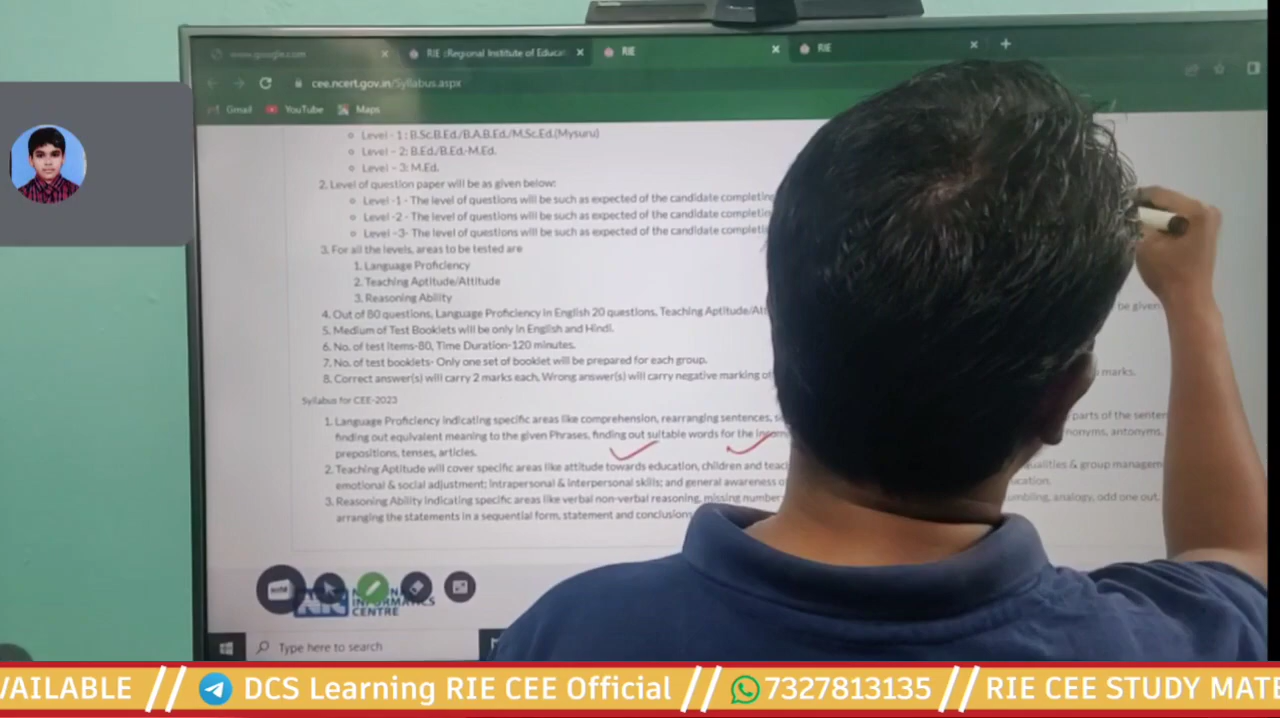 www.google.com
RIE :Regional Institute of Educat
RIE
RIE
cee.ncert.gov.in/Syllabus.aspx
Gmail YouTube Maps
Level - 1 : B.Sc.B.Ed./B.A.B.Ed./M.Sc.Ed.(Mysuru)
Level - 2: B.Ed./B.Ed.-M.Ed.
Level - 3: M.Ed.
2. Level of question paper will be as given below:
Level -1 - The level of questions will be such as expected of the candidate completing
Level -2 - The level of questions will be such as expected of the candidate completin
Level -3- The level of questions will be such as expected of the candidate completi
3. For all the levels, areas to be tested are
1. Language Proficiency
2. Teaching Aptitude/Attitude
3. Reasoning Ability
4. Out of 80 questions, Language Proficiency in English 20 questions, Teaching Aptitude/Att be given
5. Medium of Test Booklets will be only in English and Hindi.
6. No. of test items-80, Time Duration-120 minutes.
7. No. of test booklets- Only one set of booklet will be prepared for each group.
8. Correct answer(s) will carry 2 marks each, Wrong answer(s) will carry negative marking of marks.
Syllabus for CEE-2023
1. Language Proficiency indicating specific areas like comprehension, rearranging sentences, parts of the senten
finding out equivalent meaning to the given Phrases, finding out suitable words for the incom nonyms, antonyms,
prepositions, tenses, articles.
2. Teaching Aptitude will cover specific areas like attitude towards education, children and teac qualities & group managem
emotional & social adjustment; intrapersonal & interpersonal skills; and general awareness o ucation.
3. Reasoning Ability indicating specific areas like verbal non-verbal reasoning, missing number umbling, analogy, odd one out,
arranging the statements in a sequential form, statement and conclusions
INFORMATICS
CENTRE
Type here to search
VAILABLE // DCS Learning RIE CEE Official // 7327813135 // RIE CEE STUDY MATE